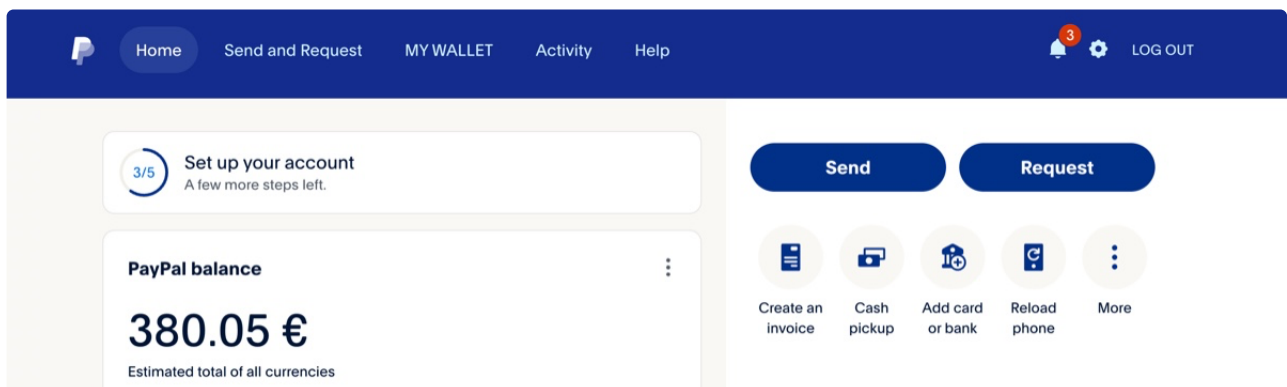 Home Send and Request MY WALLET Activity Help 3 LOG OUT
3/5
Set up your account
A few more steps left.
Send Request
PayPal balance
380.05 €
Estimated total of all currencies
Create an invoice
Cash pickup
Add card or bank
Reload phone
More